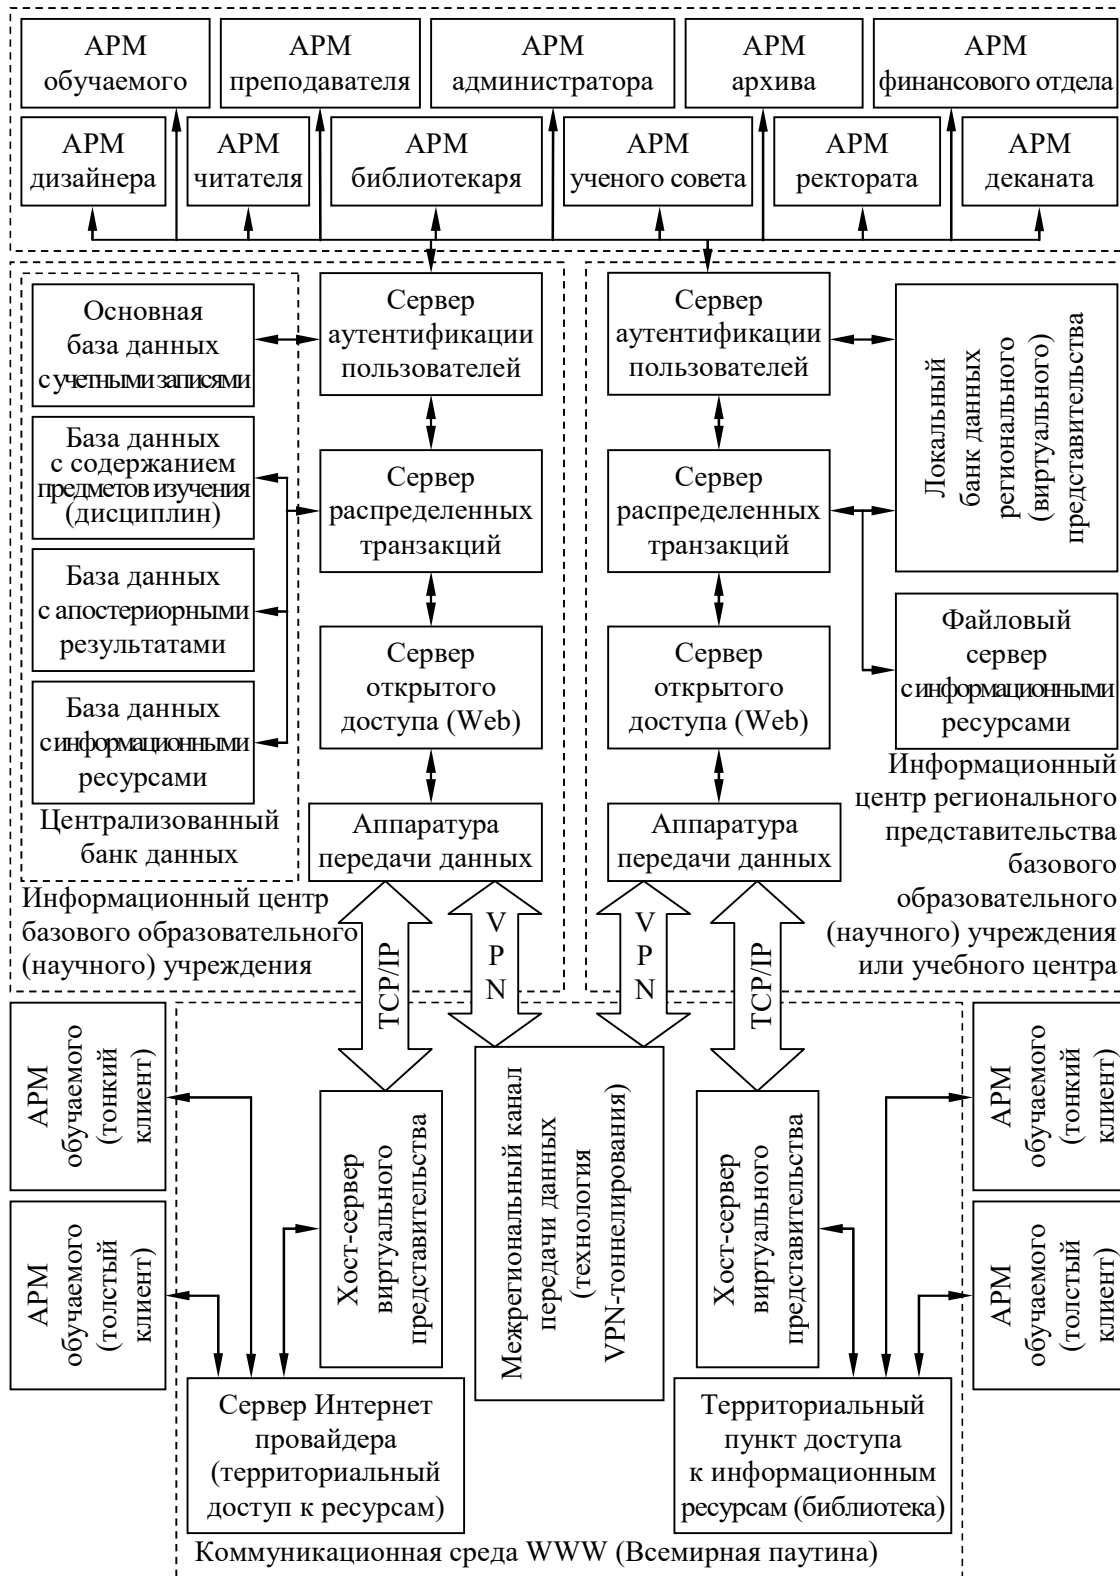 АРМ
обучаемого
АРМ
преподавателя
АРМ
администратора
АРМ
архива
АРМ
финансового отдела
АРМ
дизайнера
АРМ
читателя
АРМ
библиотекаря
АРМ
ученого совета
АРМ
ректората
АРМ
деканата
Основная
база данных
с учетными записями
База данных
с содержанием
предметов изучения
(дисциплин)
База данных
с апостериорными
результатами
База данных
с информационными
ресурсами
Централизованный
банк данных
Сервер
аутентификации
пользователей
Сервер
распределенных
транзакций
Сервер
открытого
доступа (Web)
Аппаратура
передачи данных
Информационный центр
базового образовательного
(научного) учреждения
Сервер
аутентификации
пользователей
Сервер
распределенных
транзакций
Сервер
открытого
доступа (Web)
Аппаратура
передачи данных
Локальный
банк данных
регионального
(виртуального)
представительства
Файловый
сервер
с информационными
ресурсами
Информационный
центр регионального
представительства
базового
образовательного
(научного) учреждения
или учебного центра
TCP/IP
VPN
VPN
TCP/IP
АРМ
обучаемого
(тонкий
клиент)
АРМ
обучаемого
(толстый
клиент)
Хост-сервер
виртуального
представительства
Межрегиональный канал
передачи данных
(технология
VPN-тоннелирования)
Хост-сервер
виртуального
представительства
АРМ
обучаемого
(тонкий
клиент)
АРМ
обучаемого
(толстый
клиент)
Сервер Интернет
провайдера
(территориальный
доступ к ресурсам)
Территориальный
пункт доступа
к информационным
ресурсам (библиотека)
Коммуникационная среда WWW (Всемирная паутина)